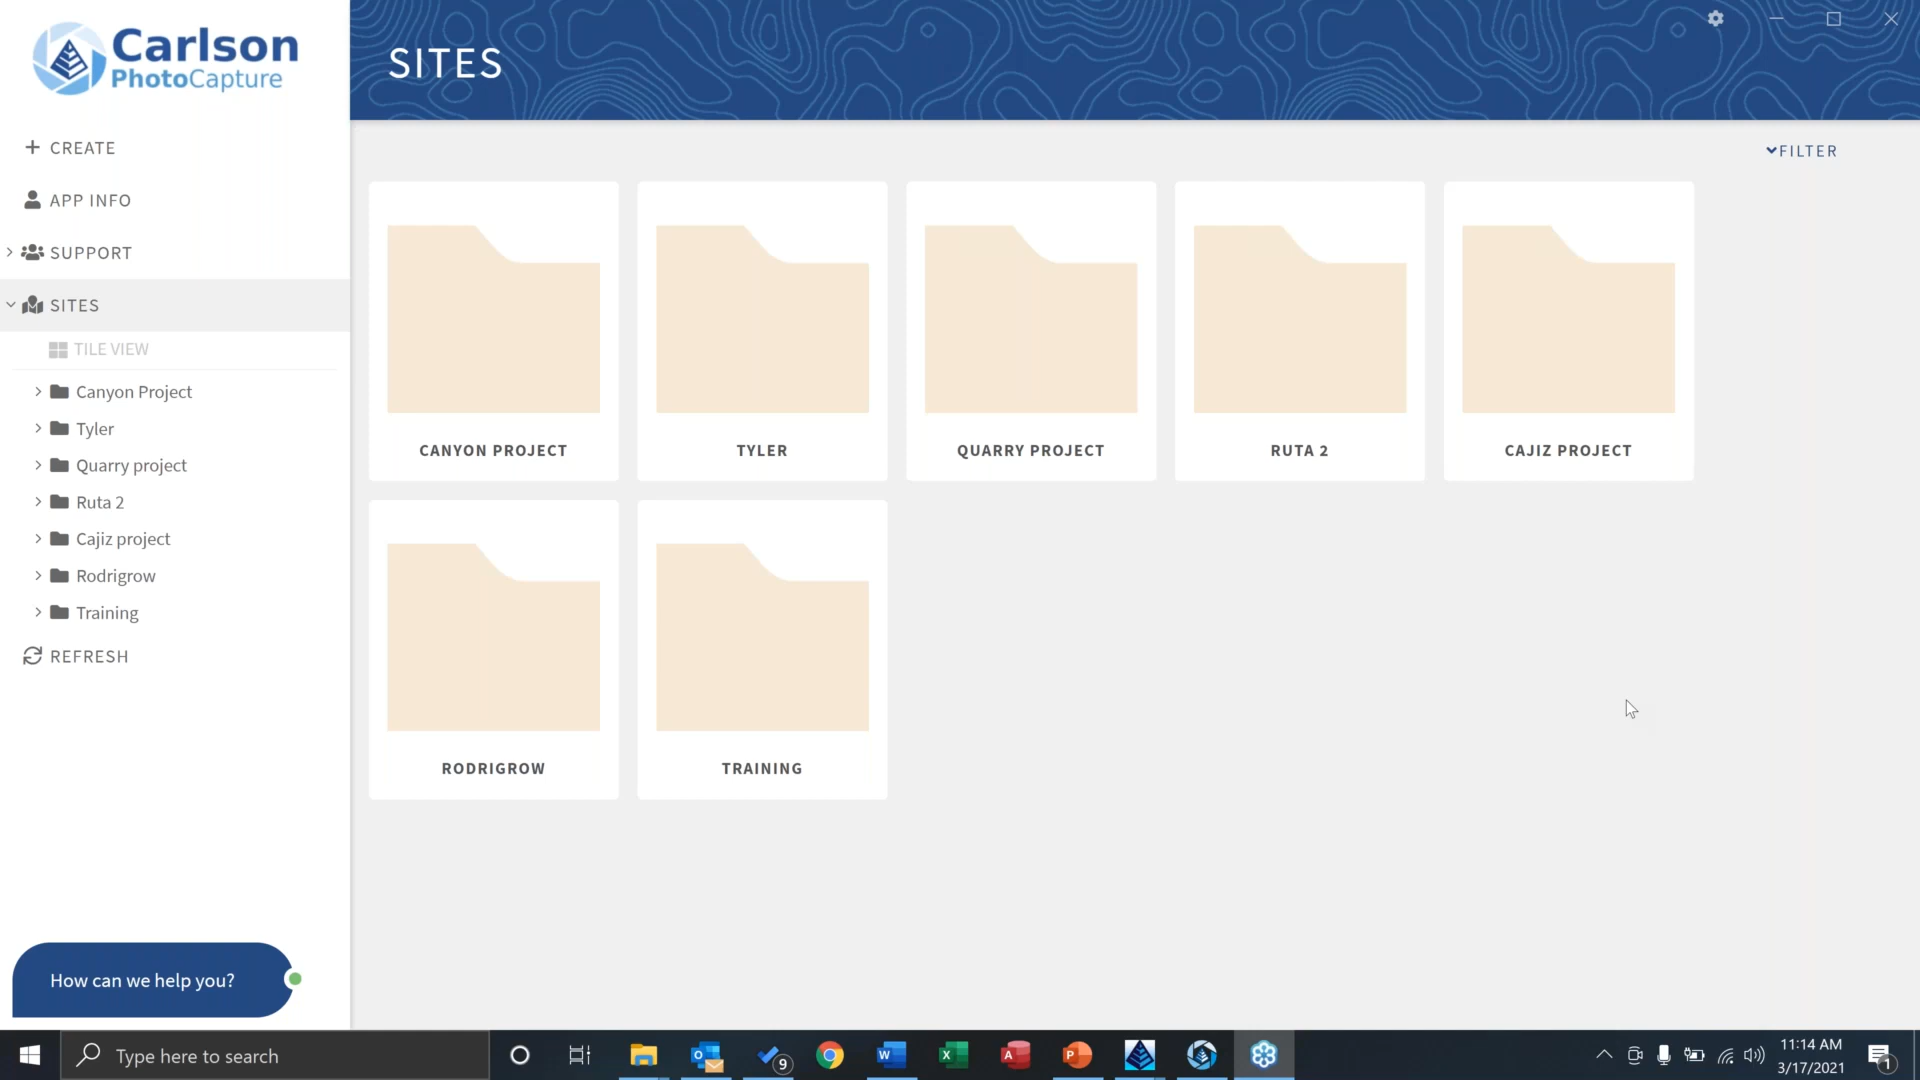 Carlson
PhotoCapture
CREATE
APP INFO
SUPPORT
SITES
TILE VIEW
Canyon Project
Tyler
Quarry project
Ruta 2
Cajiz project
Rodrigrow
Training
REFRESH
How can we help you?
SITES
FILTER
CANYON PROJECT
TYLER
QUARRY PROJECT
RUTA 2
CAJIZ PROJECT
RODRIGROW
TRAINING
Type here to search
9
W
X
A
P
11:14 AM
3/17/2021
1